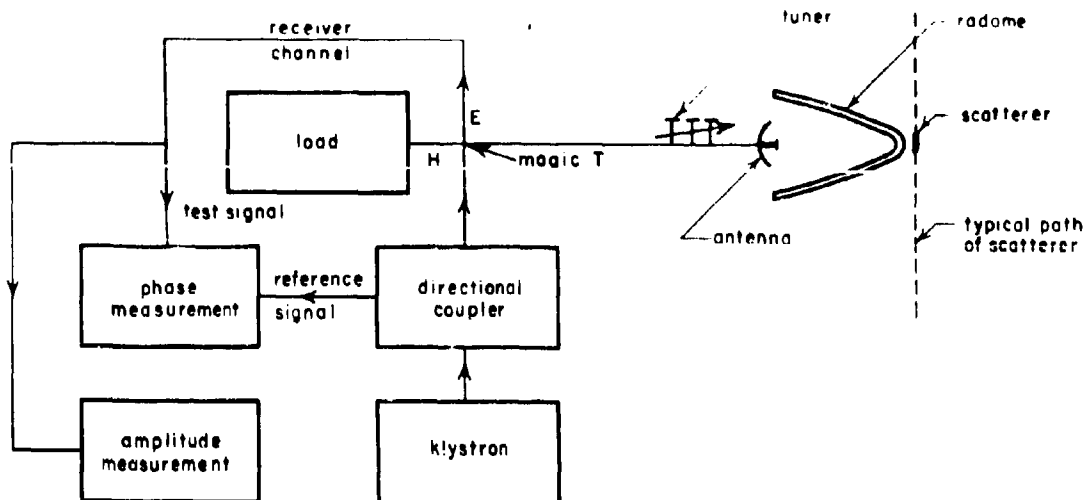 receiver
channel
tuner
radome
load
E
H
magic T
scatterer
test signal
antenna
typical path
of scatterer
phase
measurement
reference
signal
directional
coupler
amplitude
measurement
klystron